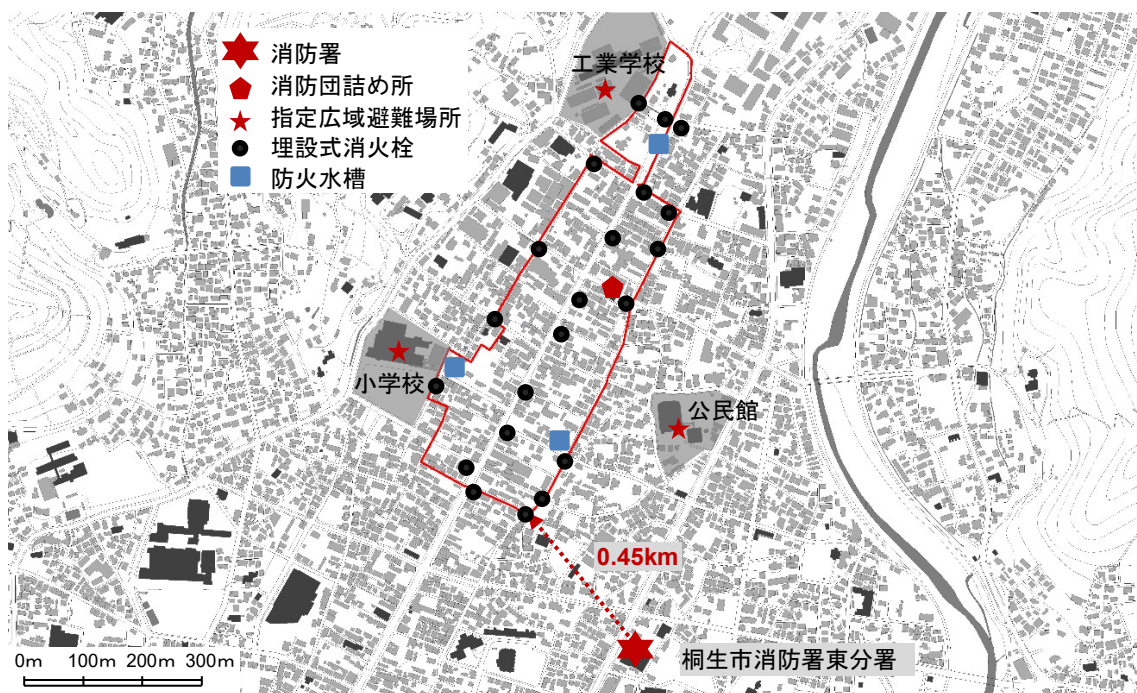 消防署
消防団詰め所
指定広域避難場所
埋設式消火栓
防火水槽
工業学校
小学校
公民館
0.45km
桐生市消防署東分署
0m 100m 200m 300m